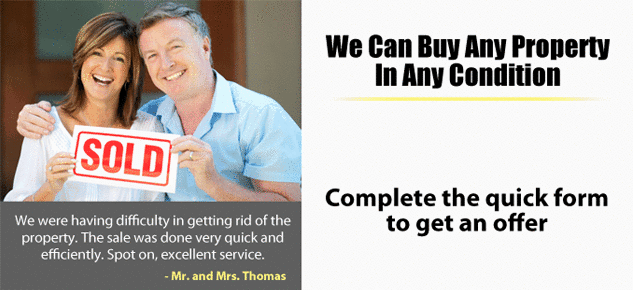 SOLD
We were having difficulty in getting rid of the
property. The sale was done very quick and
efficiently. Spot on, excellent service.
- Mr. and Mrs. Thomas
We Can Buy Any Property
In Any Condition
Complete the quick form
to get an offer